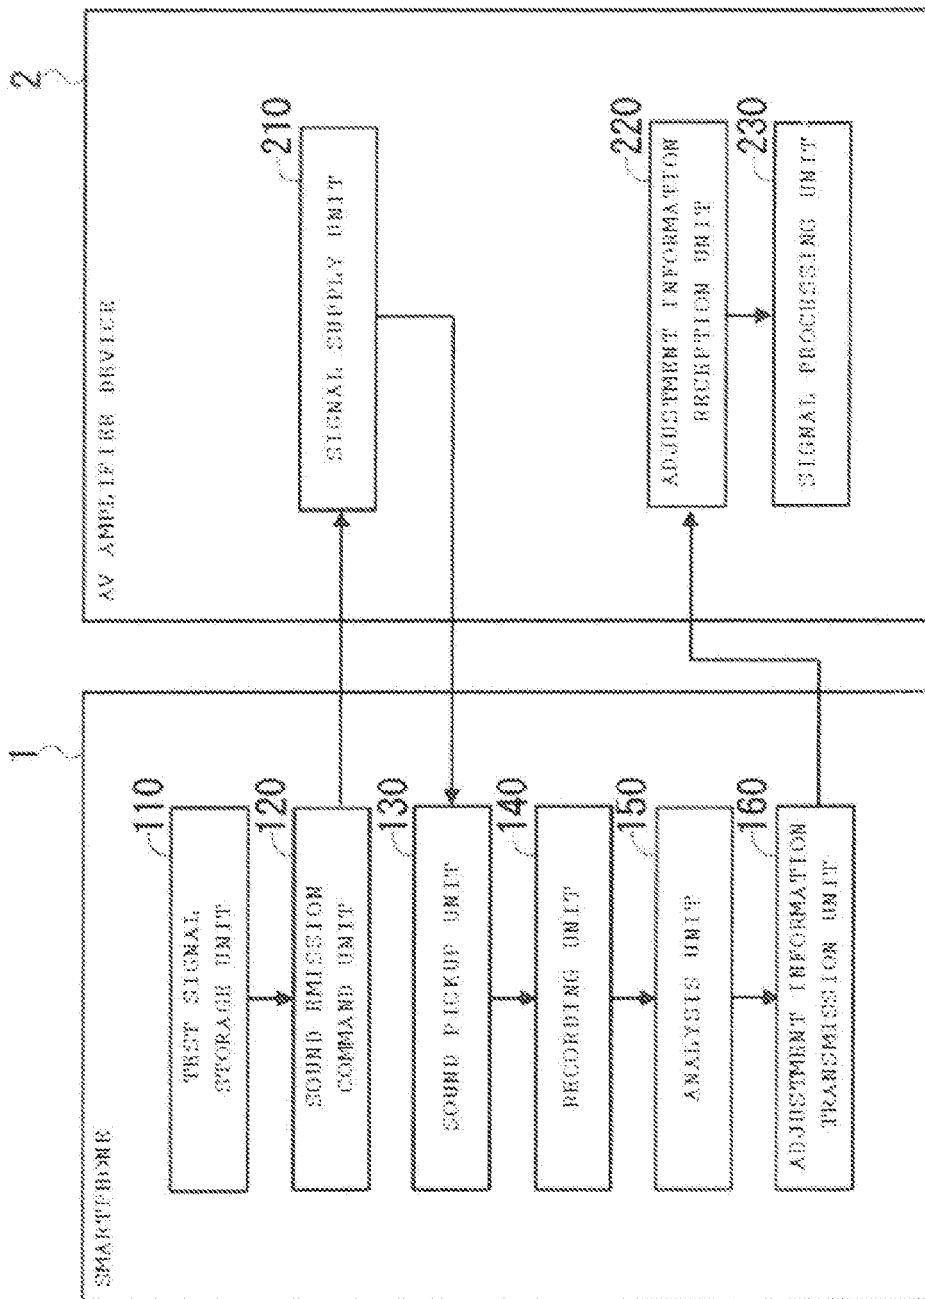 1
SMARTPHONE
110
TEST SIGNAL
STORAGE UNIT
120
SOUND EMISSION
COMMAND UNIT
130
SOUND PICKUP UNIT
140
RECORDING UNIT
150
ANALYSIS UNIT
160
ADJUSTMENT INFORMATION
TRANSMISSION UNIT
2
AV AMPLIFIER DEVICE
210
SIGNAL SUPPLY UNIT
220
ADJUSTMENT INFORMATION
RECEPTION UNIT
230
SIGNAL PROCESSING UNIT